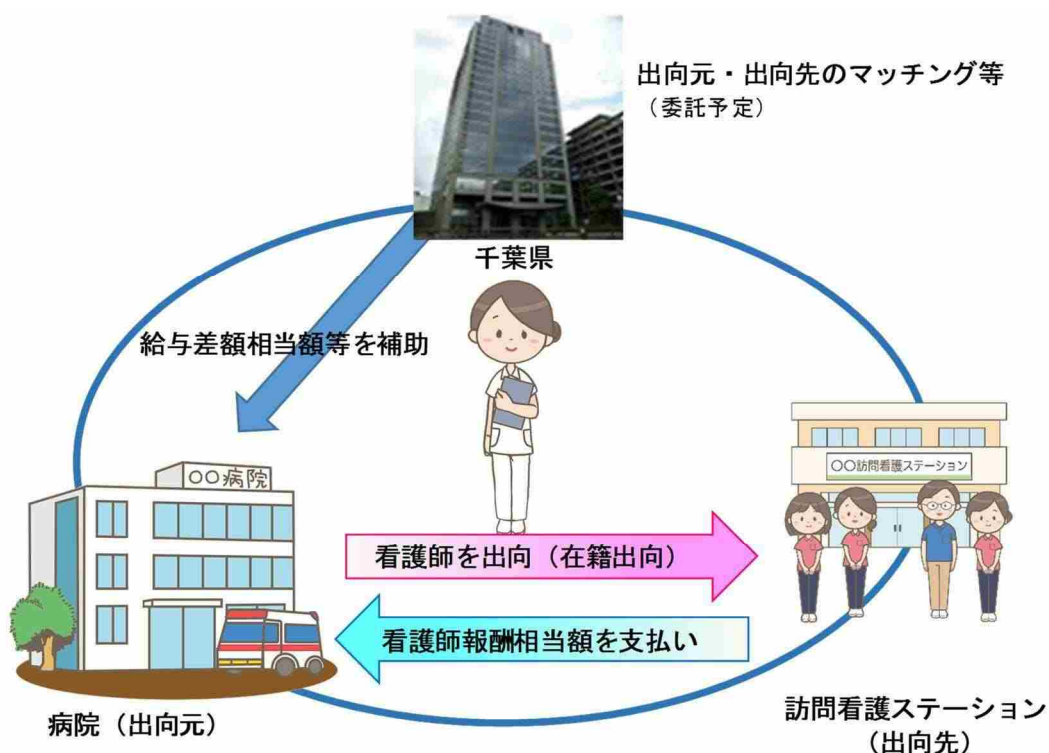 出向元・出向先のマッチング等
（委託予定）
千葉県
給与差額相当額等を補助
〇〇病院
〇〇訪問看護ステーション
看護師を出向（在籍出向）
看護師報酬相当額を支払い
病院（出向元）
訪問看護ステーション
（出向先）